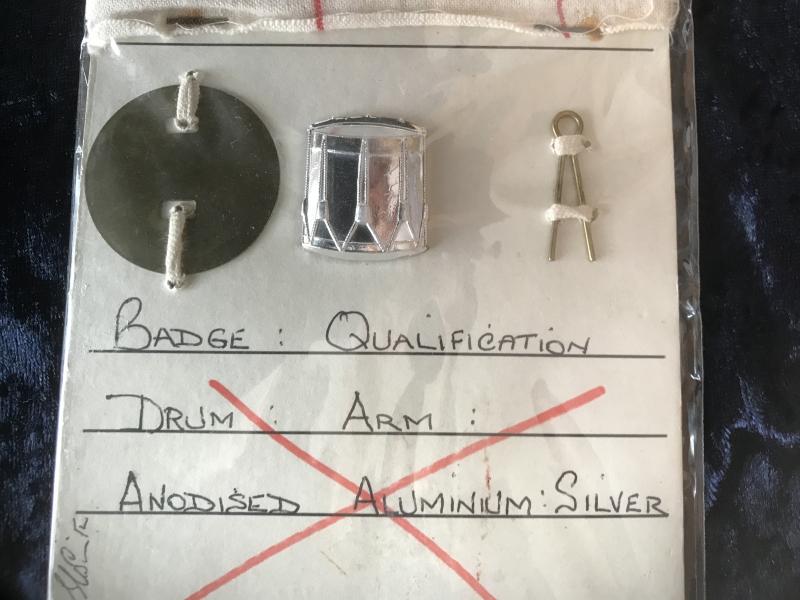 BADGE : QUALIFICATION
DRUM : ARM :
ANODISED ALUMINIUM : SILVER